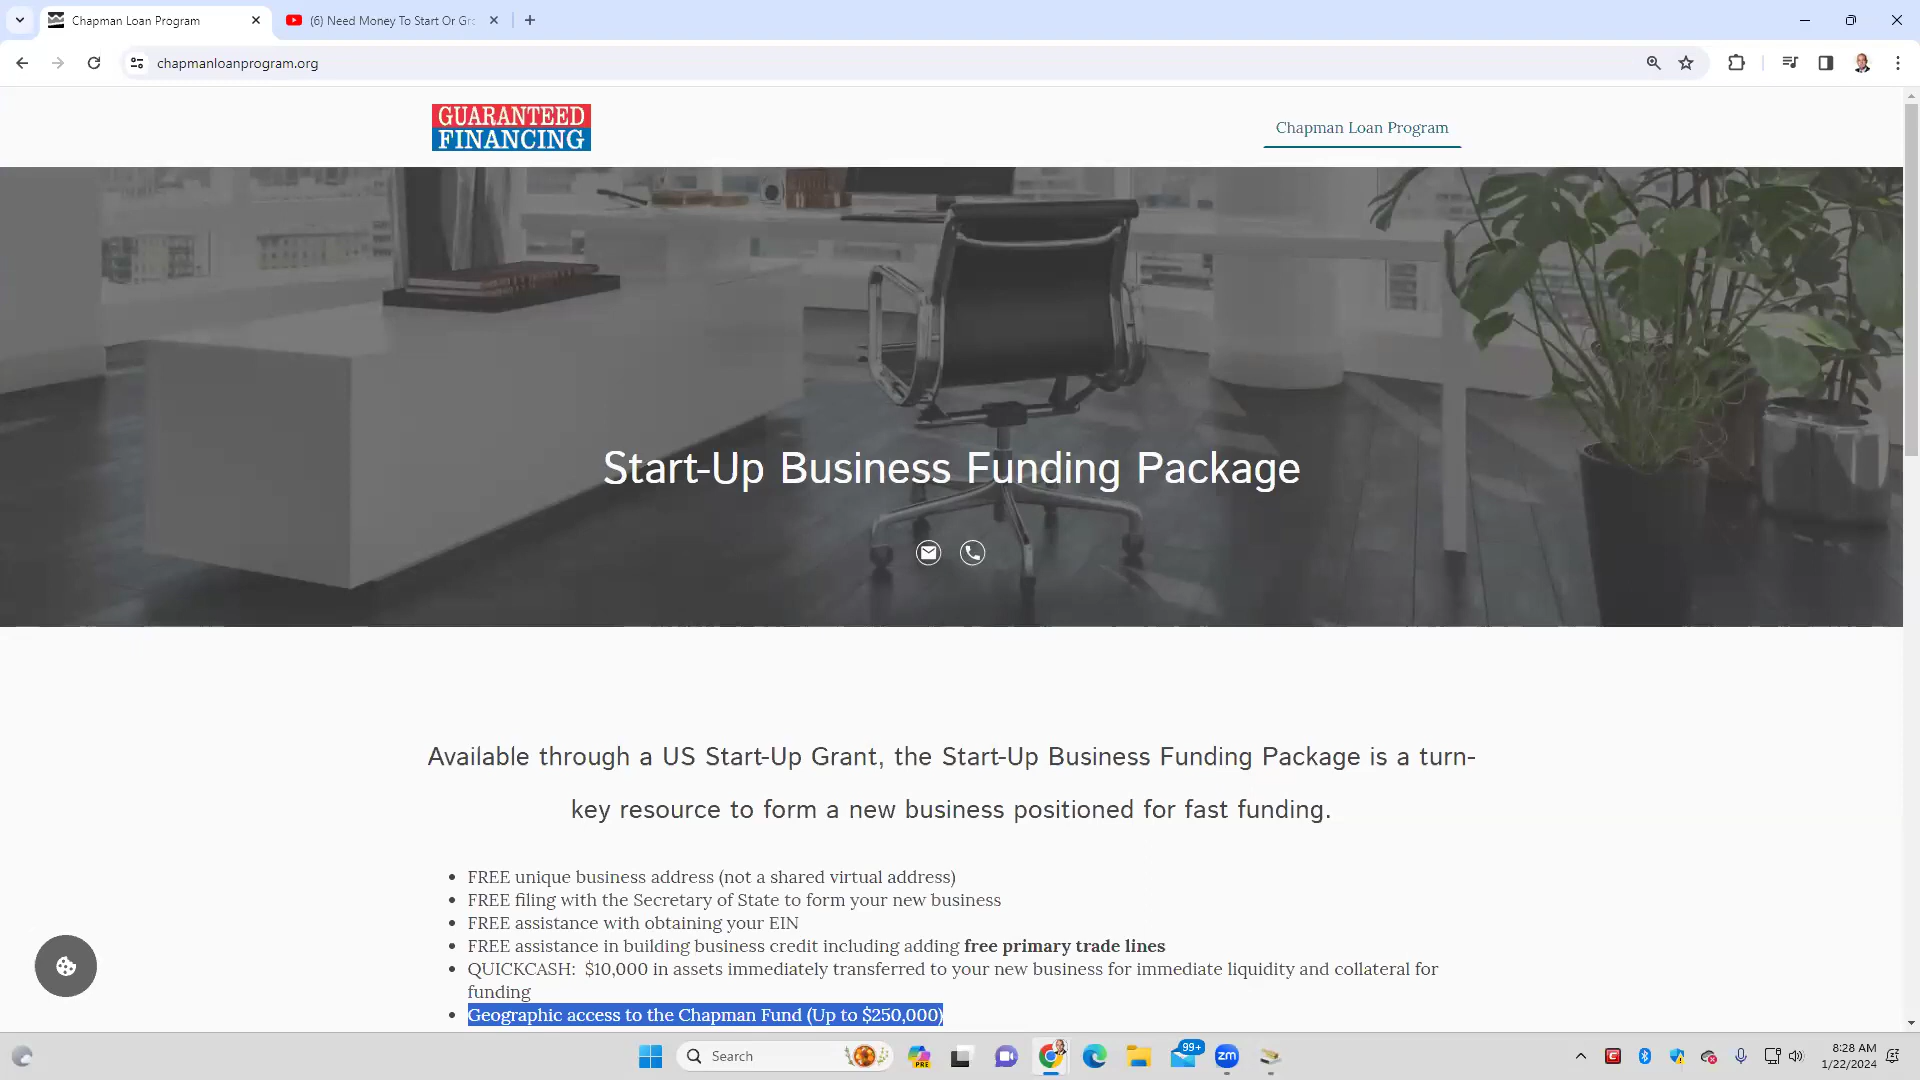 Chapman Loan Program
(6) Need Money To Start Or Gr
chapmanloanprogram.org
GUARANTEED
FINANCING
Chapman Loan Program
Start-Up Business Funding Package
Available through a US Start-Up Grant, the Start-Up Business Funding Package is a turn-
key resource to form a new business positioned for fast funding.
FREE unique business address (not a shared virtual address)
FREE filing with the Secretary of State to form your new business
FREE assistance with obtaining your EIN
FREE assistance in building business credit including adding free primary trade lines
QUICKCASH:  $10,000 in assets immediately transferred to your new business for immediate liquidity and collateral for
funding
Geographic access to the Chapman Fund (Up to $250,000)
Search
PRE
99+
zm
8:28 AM
1/22/2024